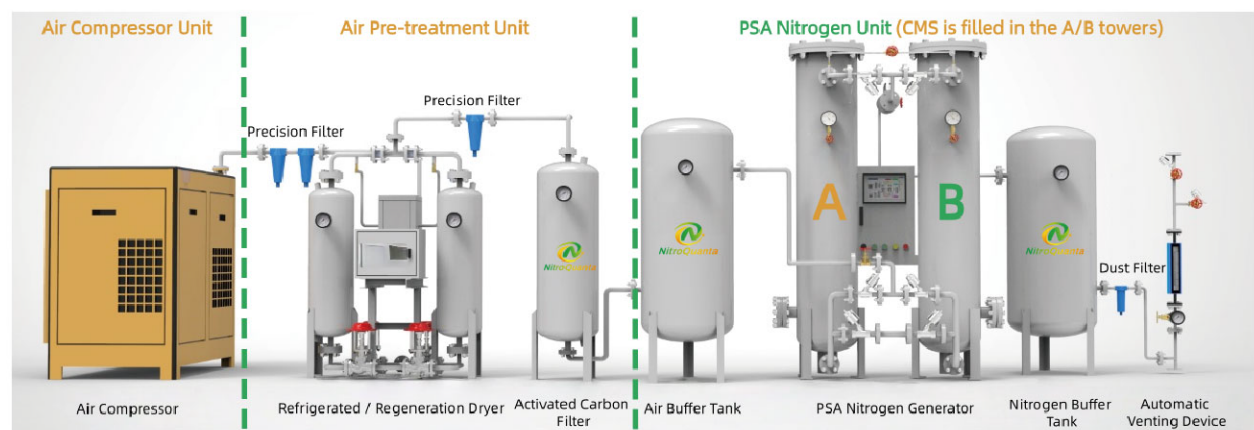 Air Compressor Unit
Air Pre-treatment Unit
PSA Nitrogen Unit (CMS is filled in the A/B towers)
Precision Filter
Precision Filter
A
B
NitroQuanta
NitroQuanta
NitroQuanta
Dust Filter
Air Compressor
Refrigerated / Regeneration Dryer
Activated Carbon
Filter
Air Buffer Tank
PSA Nitrogen Generator
Nitrogen Buffer
Tank
Automatic
Venting Device